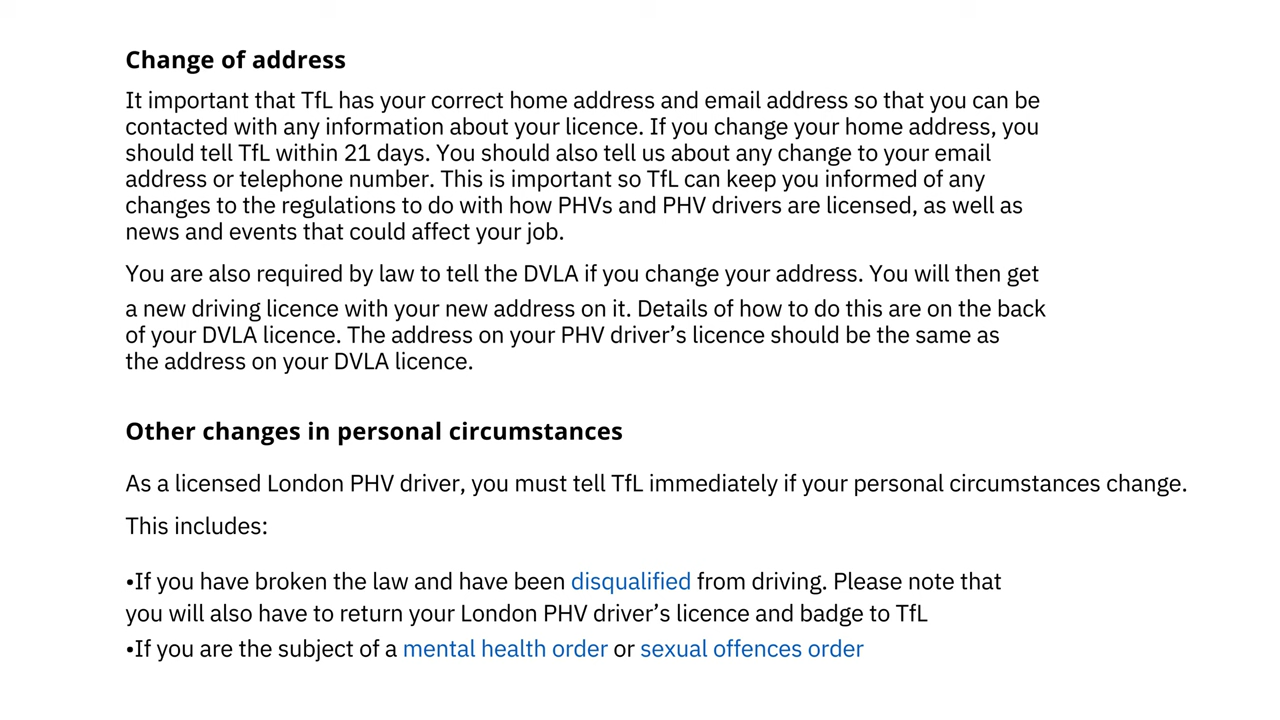 Change of address
It important that TfL has your correct home address and email address so that you can be
contacted with any information about your licence. If you change your home address, you
should tell TfL within 21 days. You should also tell us about any change to your email
address or telephone number. This is important so TfL can keep you informed of any
changes to the regulations to do with how PHVs and PHV drivers are licensed, as well as
news and events that could affect your job.
You are also required by law to tell the DVLA if you change your address. You will then get
a new driving licence with your new address on it. Details of how to do this are on the back
of your DVLA licence. The address on your PHV driver’s licence should be the same as
the address on your DVLA licence.
Other changes in personal circumstances
As a licensed London PHV driver, you must tell TfL immediately if your personal circumstances change.
This includes:
•If you have broken the law and have been disqualified from driving. Please note that
you will also have to return your London PHV driver’s licence and badge to TfL
•If you are the subject of a mental health order or sexual offences order